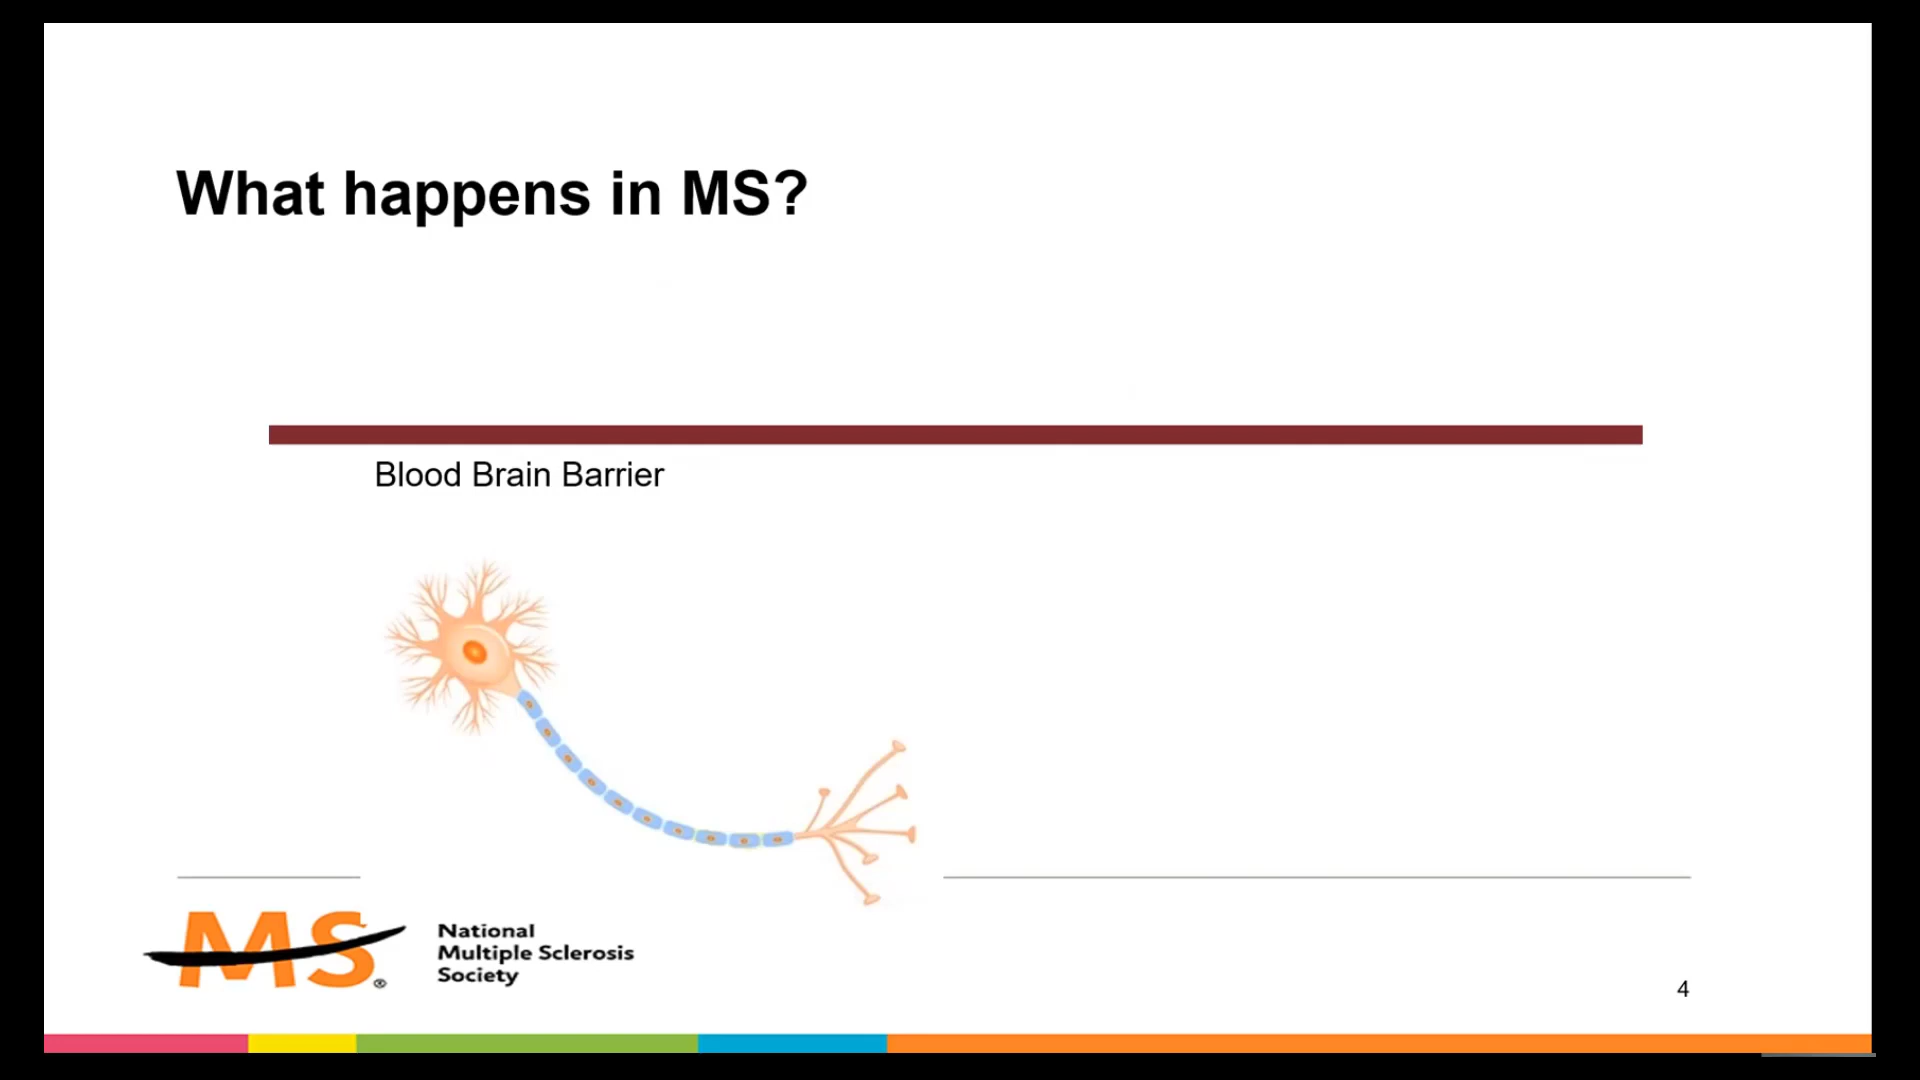 What happens in MS?
Blood Brain Barrier
MS®
National
Multiple Sclerosis
Society
4